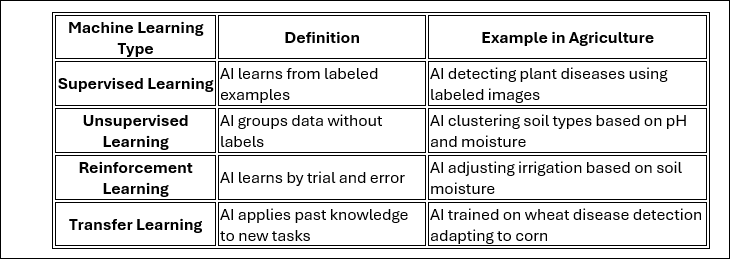 Machine Learning
Type
Definition
Example in Agriculture
Supervised Learning
AI learns from labeled
examples
AI detecting plant diseases using
labeled images
Unsupervised
Learning
AI groups data without
labels
AI clustering soil types based on pH
and moisture
Reinforcement
Learning
AI learns by trial and error
AI adjusting irrigation based on soil
moisture
Transfer Learning
AI applies past knowledge
to new tasks
AI trained on wheat disease detection
adapting to corn